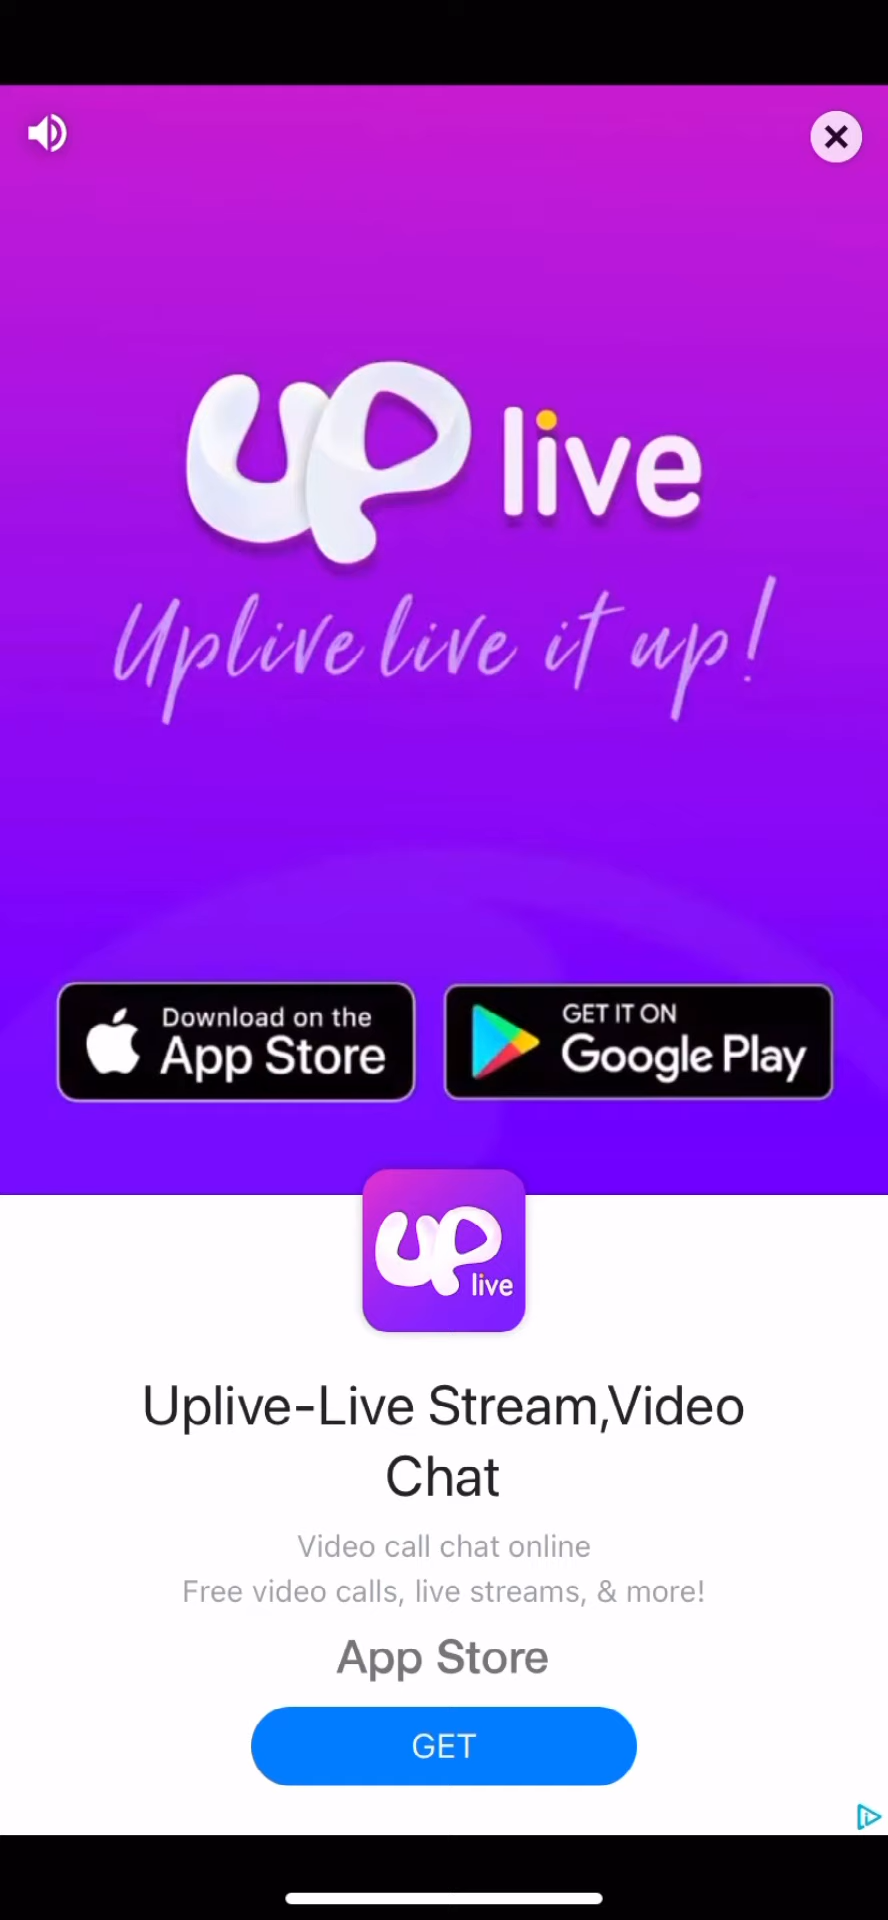 UP live
Uplive live it up!
Download on the
App Store
GET IT ON
Google Play
UP live
Uplive-Live Stream,Video
Chat
Video call chat online
Free video calls, live streams, & more!
App Store
GET